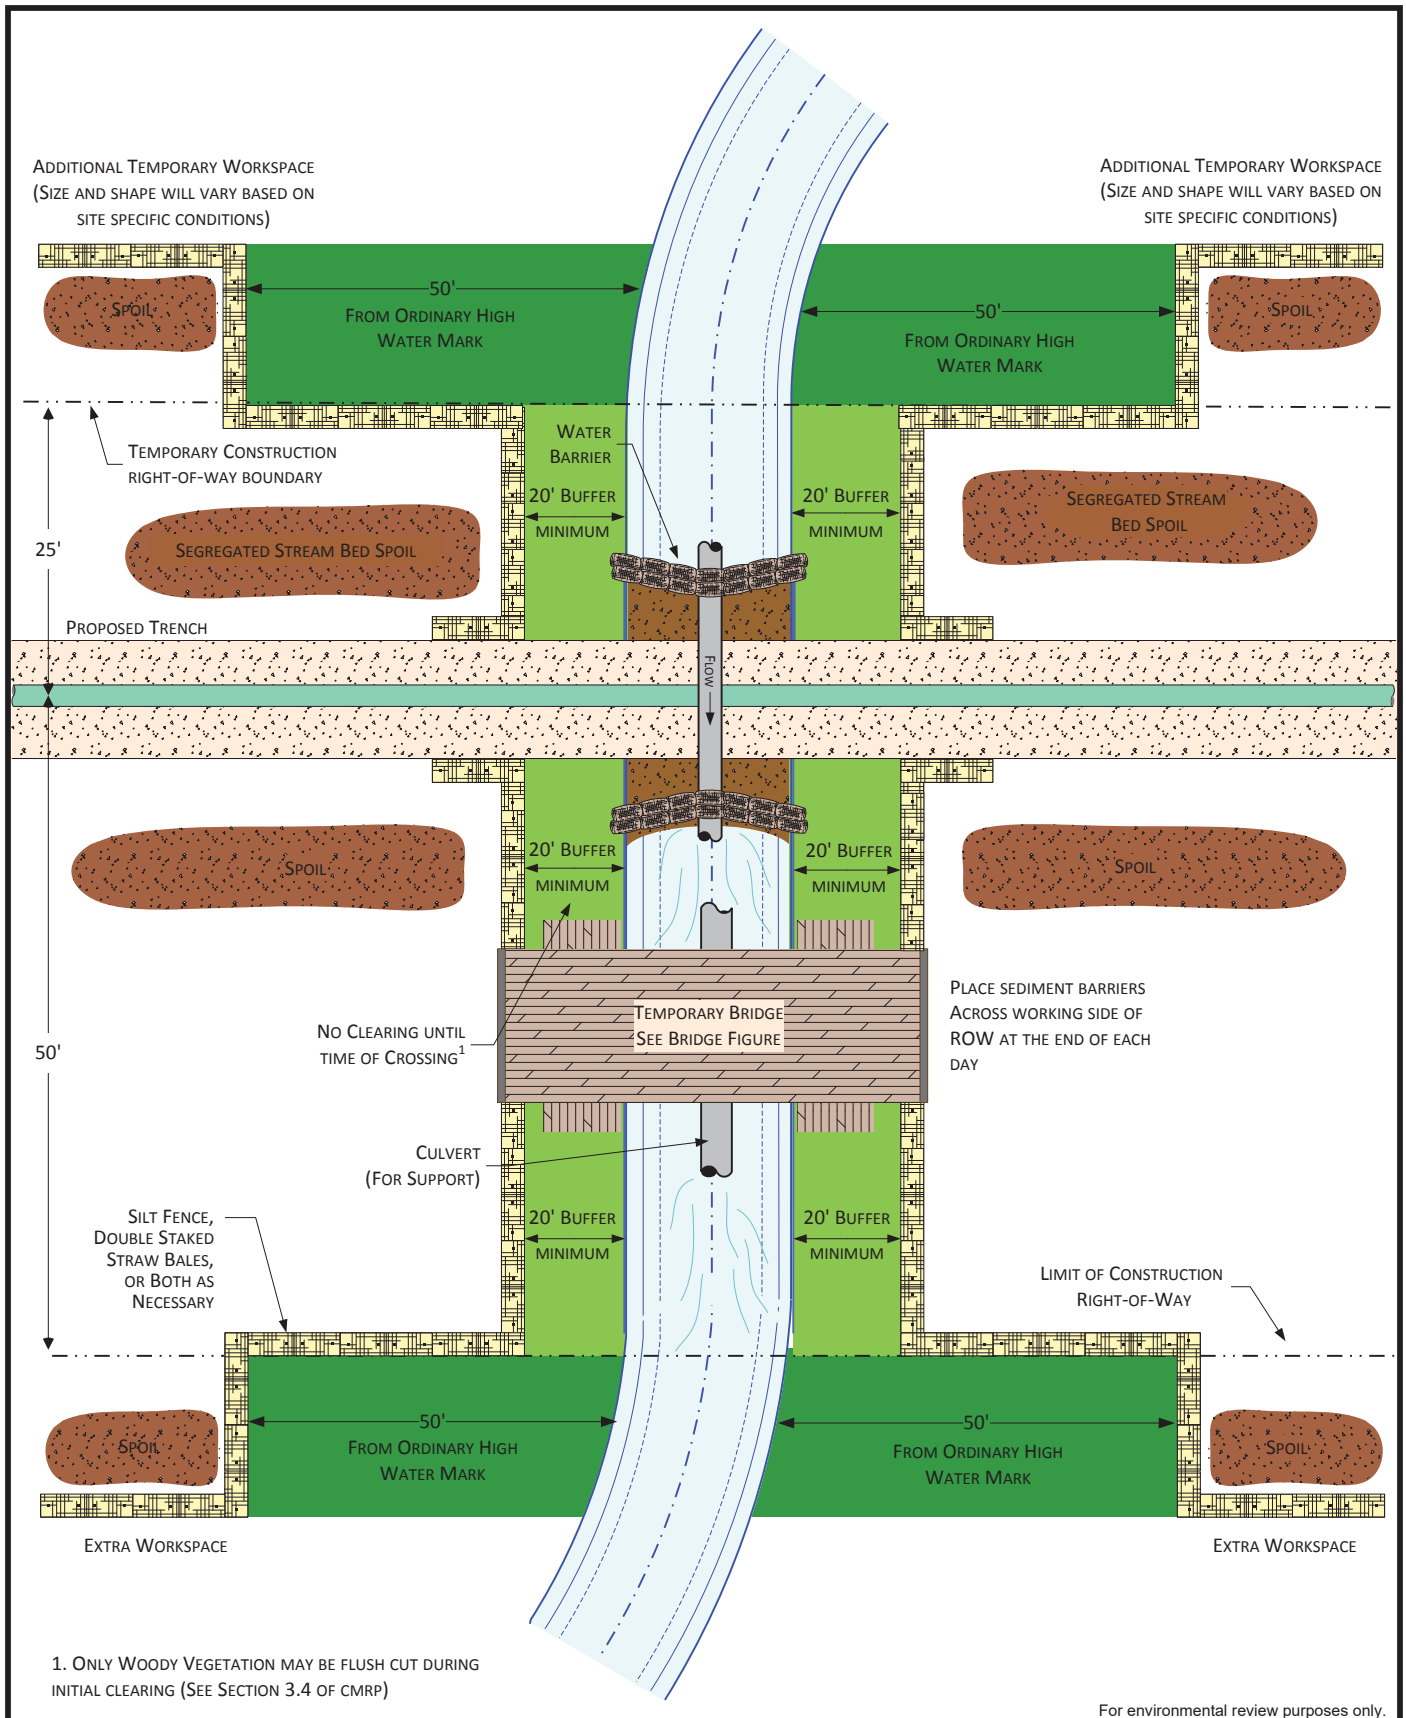 Additional Temporary Workspace
(Size and shape will vary based on
site specific conditions)
Additional Temporary Workspace
(Size and shape will vary based on
site specific conditions)
Spoil
50'
From Ordinary High
Water Mark
50'
From Ordinary High
Water Mark
Spoil
Temporary Construction
right-of-way boundary
Water
Barrier
20' Buffer
minimum
20' Buffer
minimum
Segregated Stream Bed Spoil
Segregated Stream
Bed Spoil
25'
Proposed Trench
Flow
Spoil
20' Buffer
minimum
20' Buffer
minimum
Spoil
No Clearing until
time of Crossing1
Temporary Bridge
See Bridge Figure
Place sediment barriers
Across working side of
ROW at the end of each
day
50'
Culvert
(For Support)
Silt Fence,
Double Staked
Straw Bales,
or Both as
Necessary
20' Buffer
minimum
20' Buffer
minimum
Limit of Construction
Right-of-Way
Spoil
50'
From Ordinary High
Water Mark
50'
From Ordinary High
Water Mark
Spoil
Extra Workspace
Extra Workspace
1. Only Woody Vegetation may be flush cut during
initial clearing (See Section 3.4 of CMRP)
For environmental review purposes only.